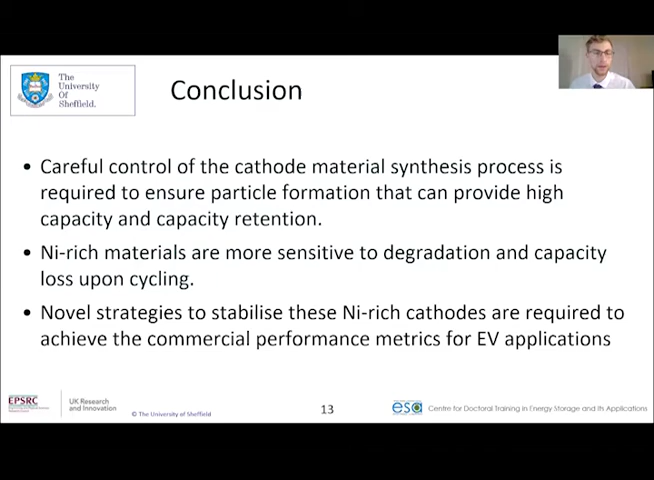 The
University
Of
Sheffield.
Conclusion
• Careful control of the cathode material synthesis process is
required to ensure particle formation that can provide high
capacity and capacity retention.
• Ni-rich materials are more sensitive to degradation and capacity
loss upon cycling.
• Novel strategies to stabilise these Ni-rich cathodes are required to
achieve the commercial performance metrics for EV applications
EPSRC
UK Research
and Innovation
© The University of Sheffield
13
esa
Centre for Doctoral Training in Energy Storage and Its Applications